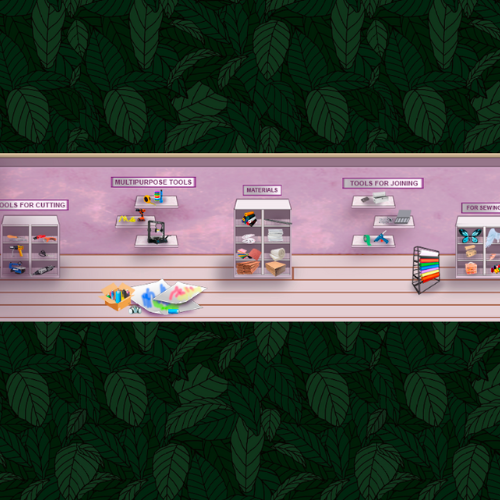 OOLS FOR CUTTING
MULTIPURPOSE TOOLS
MATERIALS
TOOLS FOR JOINING
FOR SEWING